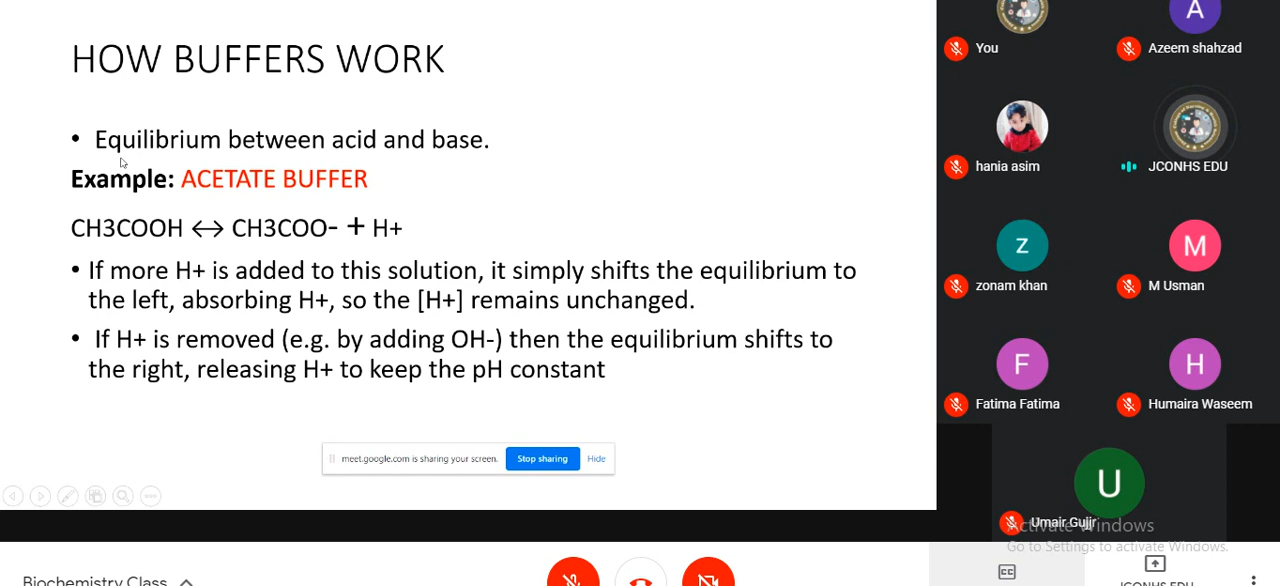 HOW BUFFERS WORK
• Equilibrium between acid and base.
Example: ACETATE BUFFER
CH3COOH ↔ CH3COO- + H+
• If more H+ is added to this solution, it simply shifts the equilibrium to
the left, absorbing H+, so the [H+] remains unchanged.
• If H+ is removed (e.g. by adding OH-) then the equilibrium shifts to
the right, releasing H+ to keep the pH constant
meet.google.com is sharing your screen. Stop sharing Hide
A
You Azeem shahzad
hania asim JCONHS EDU
Z M
zonam khan M Usman
F H
Fatima Fatima Humaira Waseem
U
Umair Gujjr
Activate Windows
Go to Settings to activate Windows.
Biochemistry Class
CC
JCONHS EDU